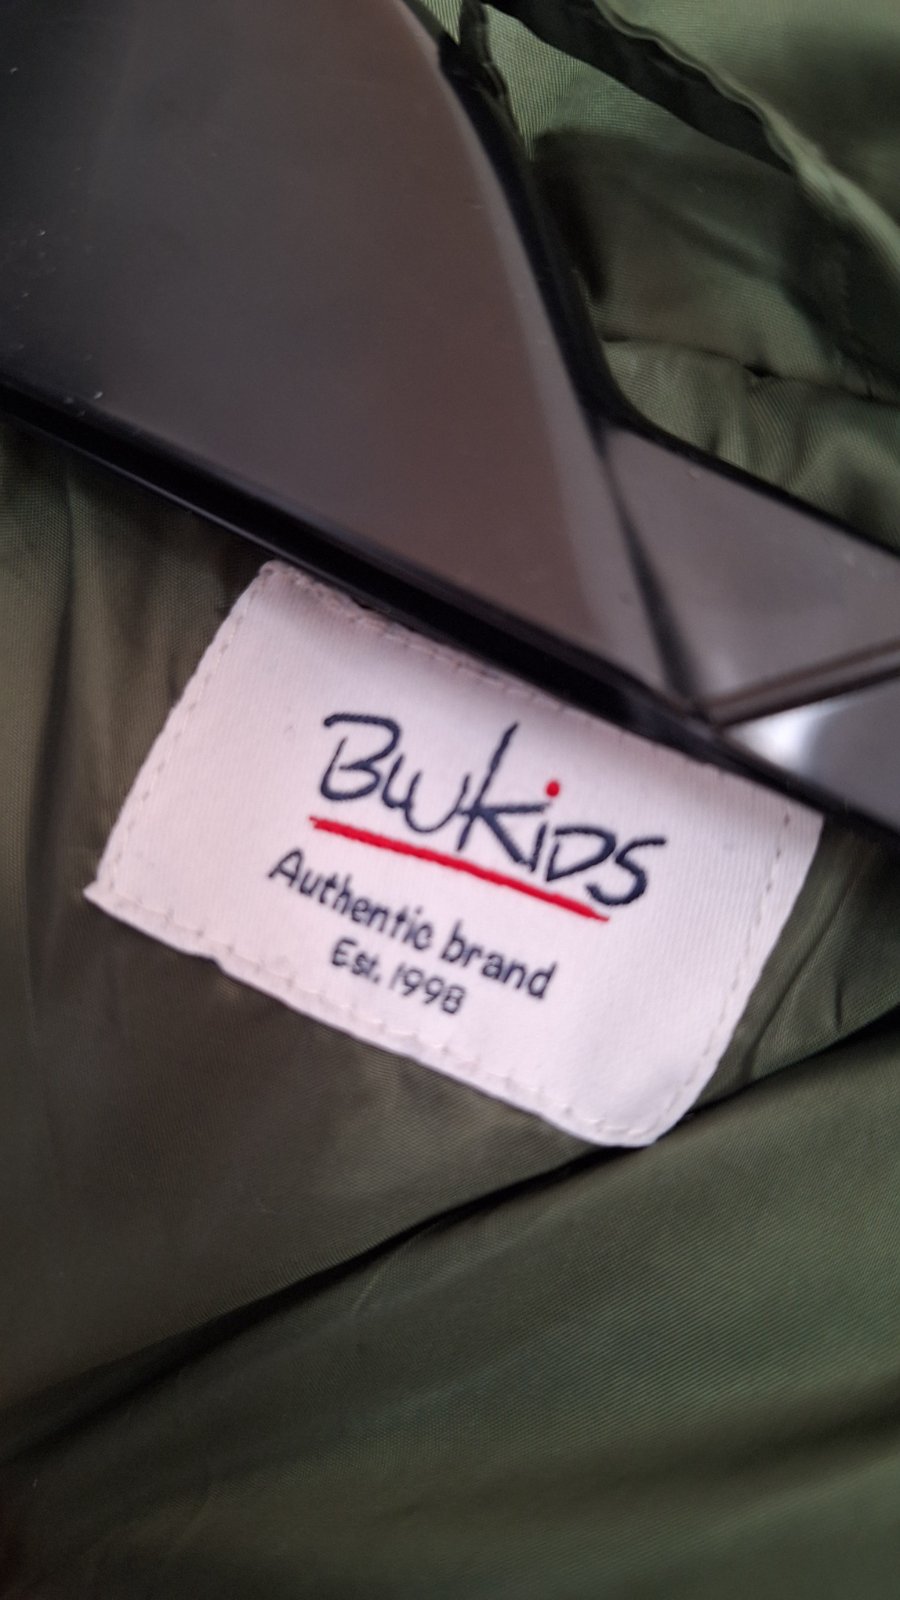 BWKiDS
Authentic brand
Est. 1998